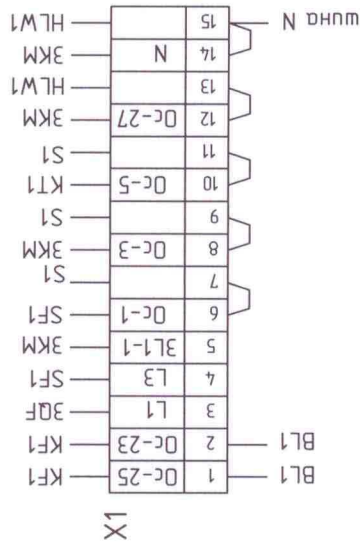 X1
BL1 1 Ос-25 KF1
BL1 2 Ос-23 KF1
3 L1 3QF
4 L3 SF1
5 3L1-1 3KM
6 Ос-1 SF1
7 S1
8 Ос-3 3KM
9 S1
10 Ос-5 KT1
11 S1
12 Ос-27 3KM
13 HLW1
14 N 3KM
шина N 15 HLW1